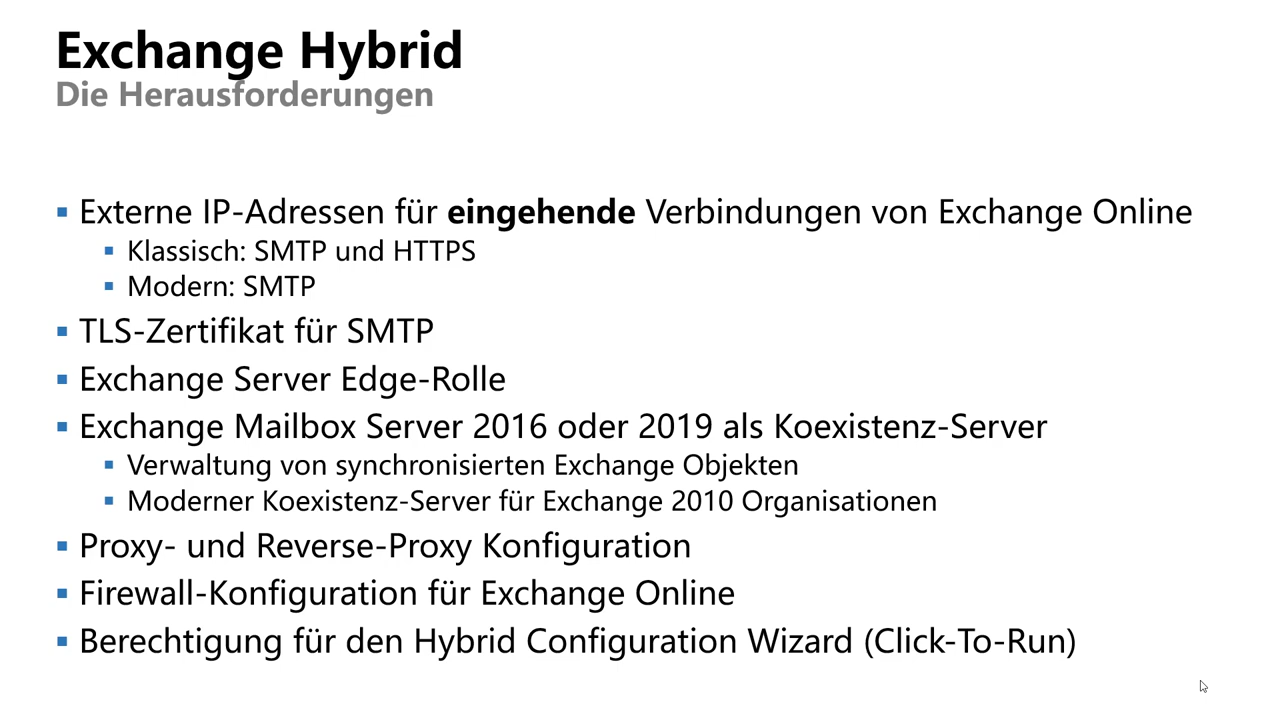 Exchange Hybrid
Die Herausforderungen
Externe IP-Adressen für eingehende Verbindungen von Exchange Online
Klassisch: SMTP und HTTPS
Modern: SMTP
TLS-Zertifikat für SMTP
Exchange Server Edge-Rolle
Exchange Mailbox Server 2016 oder 2019 als Koexistenz-Server
Verwaltung von synchronisierten Exchange Objekten
Moderner Koexistenz-Server für Exchange 2010 Organisationen
Proxy- und Reverse-Proxy Konfiguration
Firewall-Konfiguration für Exchange Online
Berechtigung für den Hybrid Configuration Wizard (Click-To-Run)